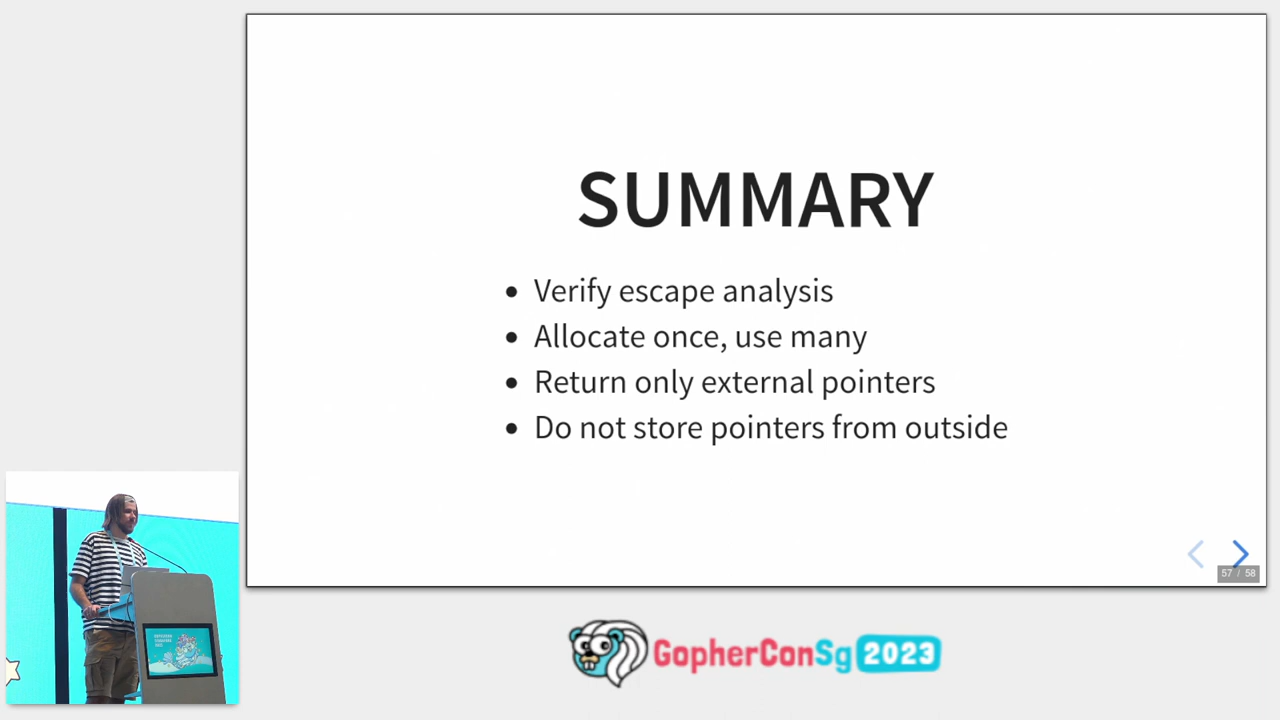 SUMMARY
Verify escape analysis
Allocate once, use many
Return only external pointers
Do not store pointers from outside
57 / 58
GopherConSg 2023